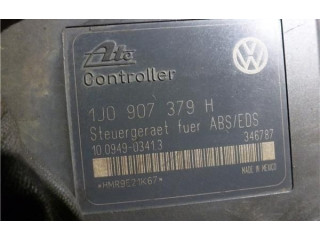 Ate
Controller
1J0 907 379 H
Steuergeraet fuer ABS/EDS
10.0949-0341.3
346787
MADE IN MEXICO